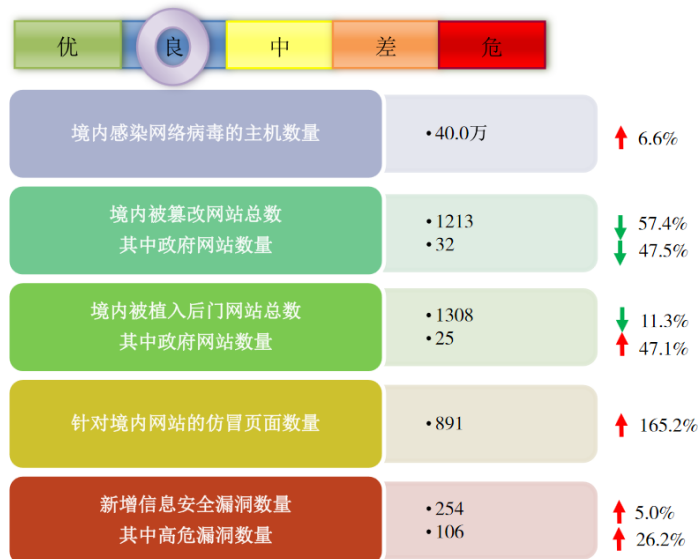 优 良 中 差 危
境内感染网络病毒的主机数量 •40.0万 6.6%
境内被篡改网站总数 •1213 57.4%
其中政府网站数量 •32 47.5%
境内被植入后门网站总数 •1308 11.3%
其中政府网站数量 •25 47.1%
针对境内网站的仿冒页面数量 •891 165.2%
新增信息安全漏洞数量 •254 5.0%
其中高危漏洞数量 •106 26.2%